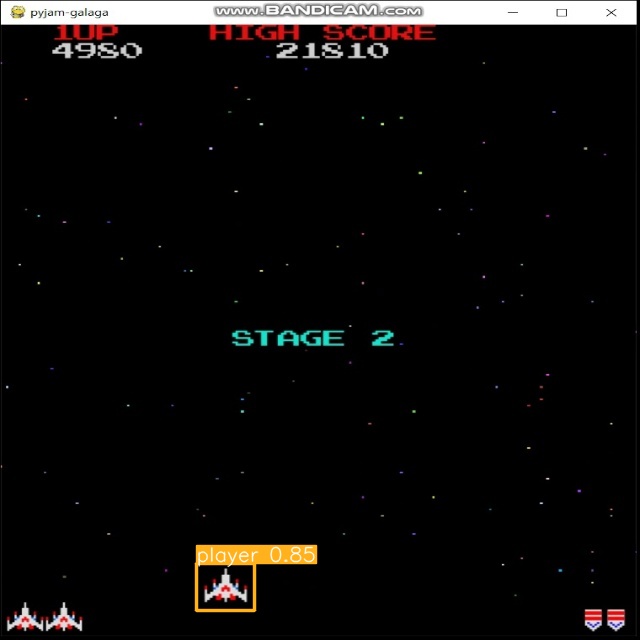 pyjam-galaga
www.BANDICAM.com
1UP HIGH SCORE
4980 21810
STAGE 2
player 0.85